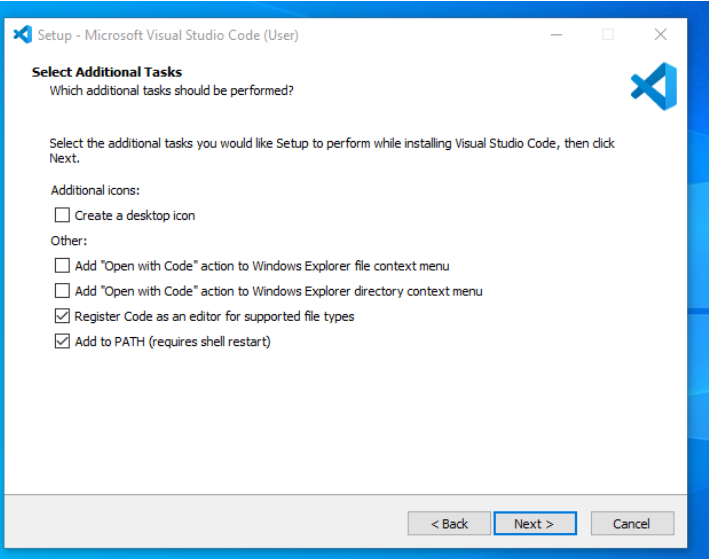 Setup - Microsoft Visual Studio Code (User)
Select Additional Tasks
Which additional tasks should be performed?
Select the additional tasks you would like Setup to perform while installing Visual Studio Code, then click
Next.
Additional icons:
Create a desktop icon
Other:
Add "Open with Code" action to Windows Explorer file context menu
Add "Open with Code" action to Windows Explorer directory context menu
Register Code as an editor for supported file types
Add to PATH (requires shell restart)
< Back Next > Cancel